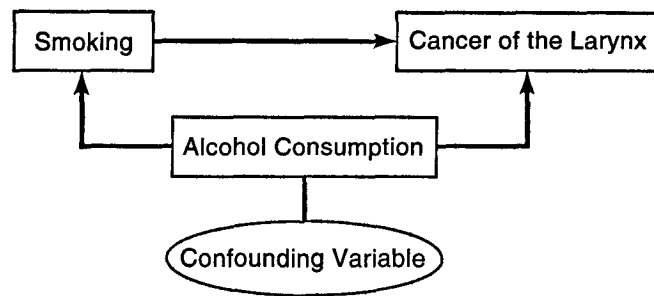 Smoking
Cancer of the Larynx
Alcohol Consumption
Confounding Variable